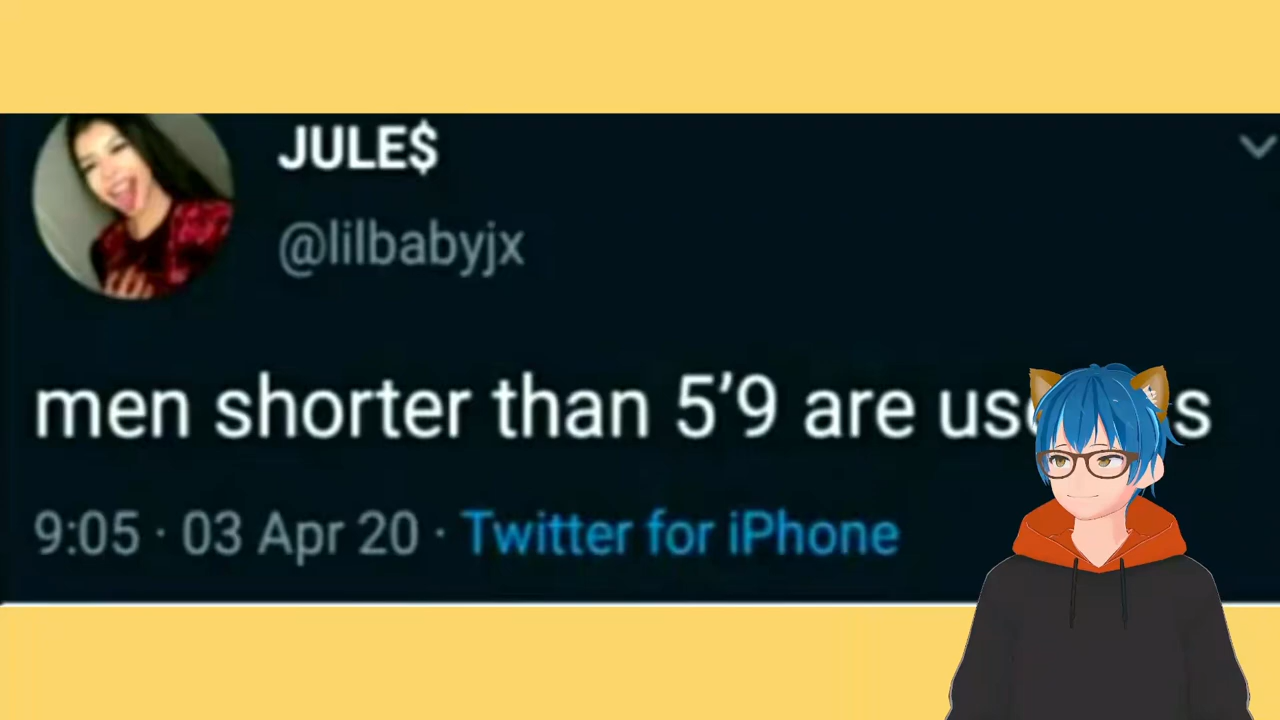 JULE$
@lilbabyjx
men shorter than 5’9 are
9:05 · 03 Apr 20 · Twitter for iPhone